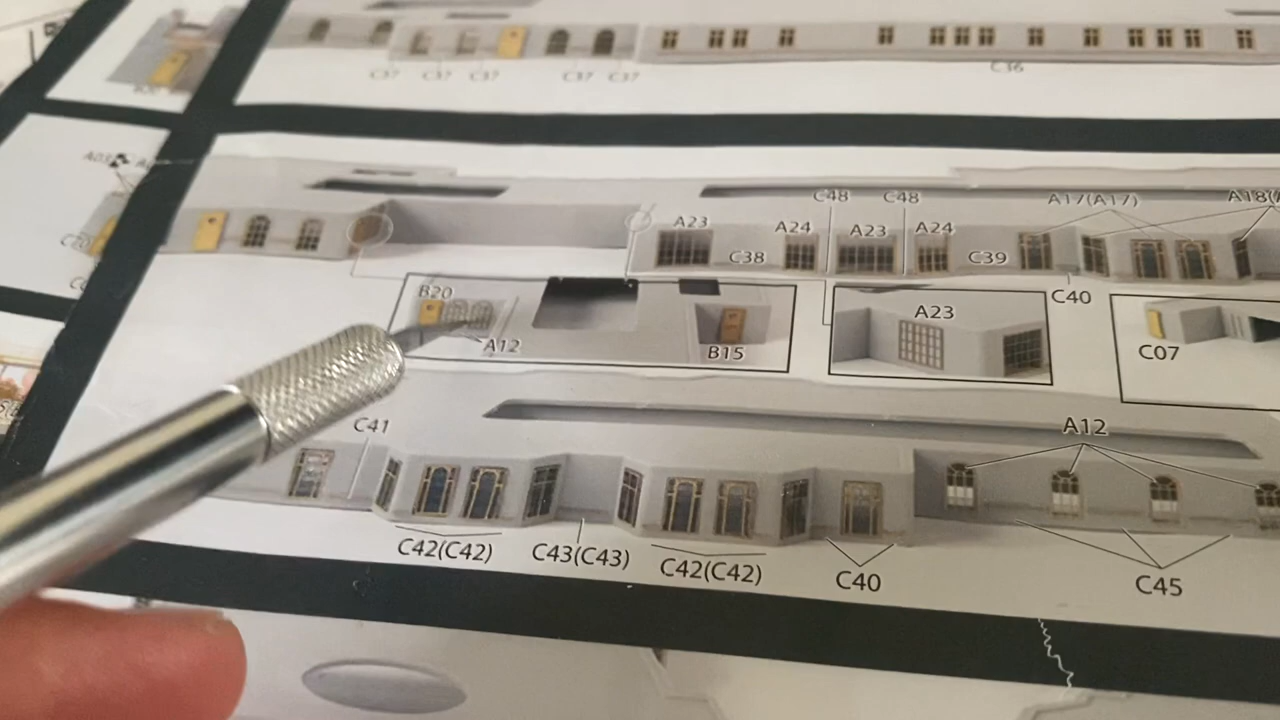 C37 C37 C37 C37 C37
C36
C48 C48 A17(A17)
A23 A24 A23 A24
C38 C39
C40
B20
A12
B15
A23
C07
C41
A12
C42(C42) C43(C43) C42(C42) C40 C45